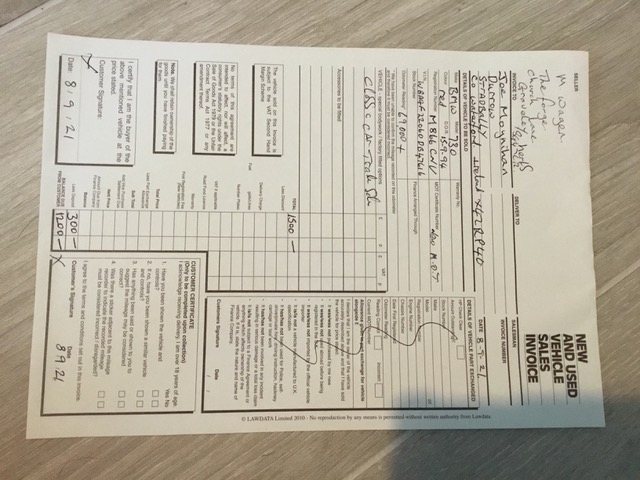 SELLER
M Wagen
The forge
Church Lane
Graveley
Herts
NEW
AND USED
VEHICLE
SALES
INVOICE
INVOICE TO
DELIVER TO
SALESMAN
INVOICE NUMBER
Joe Moynihan
Durrow
STRADBALLY
Co Waterford Ireland X42RP40
DATE 8-9-21
DETAILS OF VEHICLE TO BE SOLD
Make BMW Model 730 Warranty No.
Colour red D.O.R. 15-9-94
Registration Number M866 CNV MOT Certificate Number NO M.O.T
V.I.N.
Stock Number Finance Arranged Through
Odometer Reading 69000 +
* We have been unable to confirm the mileage recorded on this odometer
and therefore it must be considered incorrect?
VEHICLE - special (bodywork / factory fitted options) £ P £ VAT P
Classic car
Accessories to be fitted
TOTAL 1500 —
Less Discount
Delivery Charge
Fuel galls/Litres
Number Plates
VAT if applicable
Road Fund Licence
Warranty
First Registration Fee
(New Vehicles)
Total Price
Less Part Exchange
Allowance
Sub Total
Add Hire Purchase
Settlement Due
Nett Price
Amount Due from
Finance Company
Balance
Less Deposit 300 —
BALANCE DUE
FROM CUSTOMER 1200 —
The vehicle sold on this invoice is
subject to the VAT Second Hand
Margin Scheme
No terms of this agreement are
intended to affect, nor will affect, a
consumer's statutory rights under the
Sale of Goods Act 1979 or the Unfair
Contract Terms Act 1977 or any
amendment thereof.
Note. We shall retain ownership of the
goods until you have finished paying
for them.
I certify that I am the buyer of the
above mentioned vehicle at the
price stated.
Customer Signature:
X
Date: 8 / 9 / 21
DETAILS OF VEHICLE PART EXCHANGED
HP Check Clear
Amount Outstanding
Stock Number
Make
Model
Registration Number
Engine Number
Chassis Number
Date First Registered
Odometer Reading
Reading Correct Incorrect
Current MOT Number
Allowance given in part exchange for vehicle
alongside £
I declare that I am the owner of the vehicle
accurately described above and that I have sold
the vehicle for price stated.
• It was/was not purchased by me new
• It was/was not used abroad before being
registered in the U.K.
• It was/was not imported by the official vehicle
importer
• It is/is not a vehicle manufactured to U.K.
specification
• It has/has not been used for Police, self-
drive/private hire, driving instruction, hackney
carriage or taxi work
• It has/has not been involved in any incident
resulting in serious damage or a total loss claim
• It is/is not subject to a Finance Agreement or
anything which affects ownership of the
vehicle. If it is, state the nature and name of
Finance Company.
Customers Signature Date
/ /
CUSTOMER CERTIFICATE
(Only to be completed upon collection)
I acknowledge receiving delivery. I am over 18 years of age.
Yes No
1. Have you been shown the vehicle and
controls?
2. If no, have you been shown a similar vehicle
and controls?
3. Has anything been said or shown to you to
suggest the mileage may be considered
correct?
4. Was there a sticker adjacent to the mileage
recorder to indicate the recorded mileage
must be considered incorrect / disregarded?
I agree to the terms and conditions set out in this invoice.
Customer's Signature Date
X 8 9 21
© LAWDATA Limited 2010 - No reproduction by any means is permitted without written authority from Lawdata